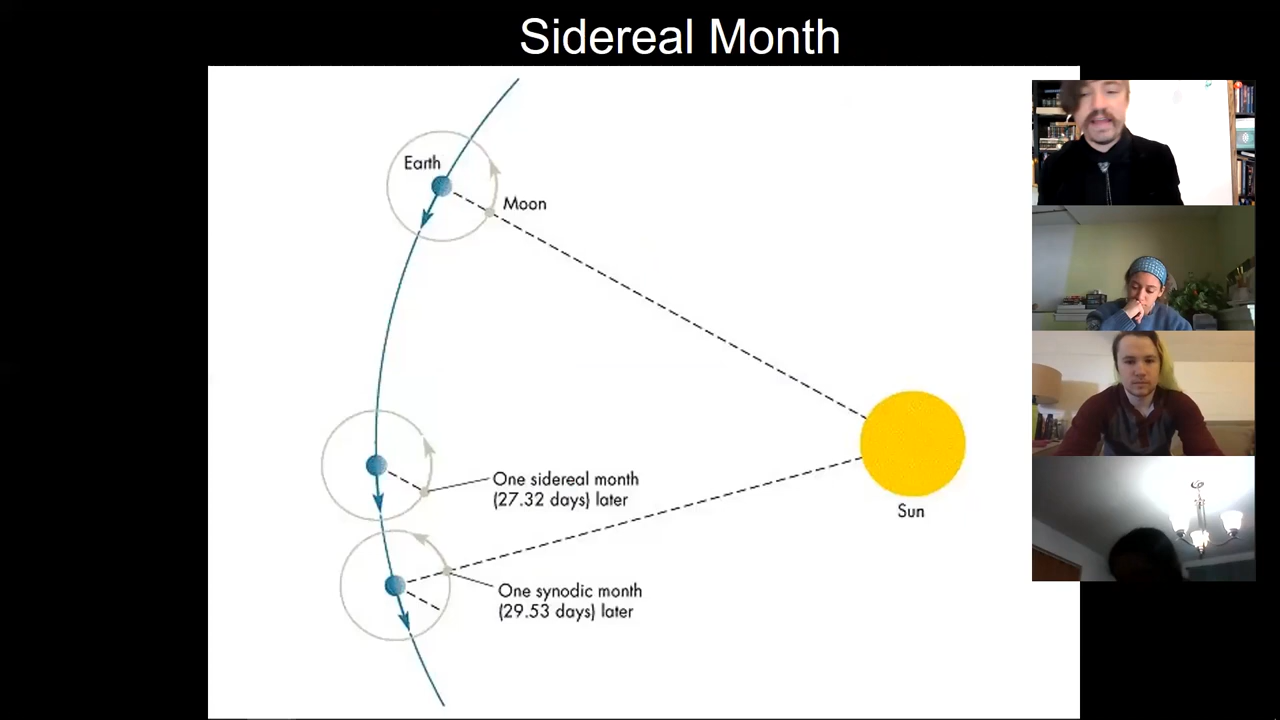 Sidereal Month
Earth
Moon
One sidereal month
(27.32 days) later
Sun
One synodic month
(29.53 days) later